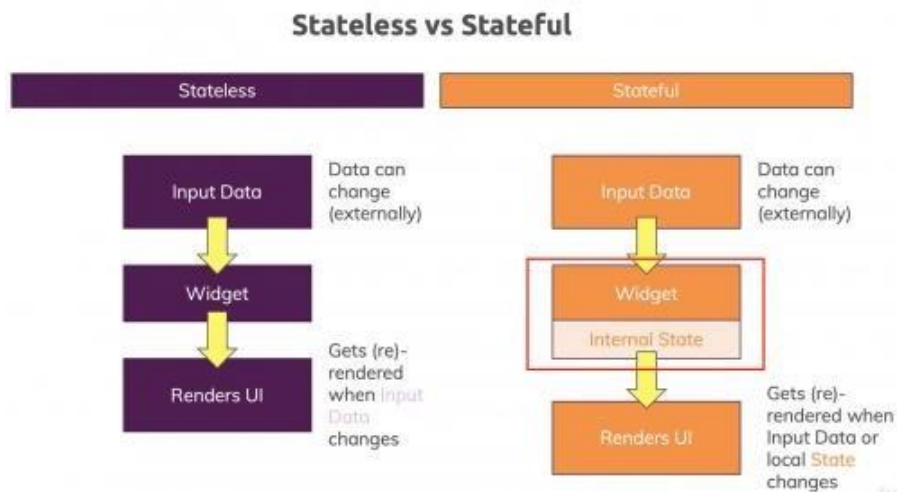 Stateless vs Stateful
Stateless
Stateful
Input Data
Data can
change
(externally)
Widget
Renders UI
Gets (re)-
rendered
when Input
Data
changes
Input Data
Data can
change
(externally)
Widget
Internal State
Renders UI
Gets (re)-
rendered when
Input Data or
local State
changes